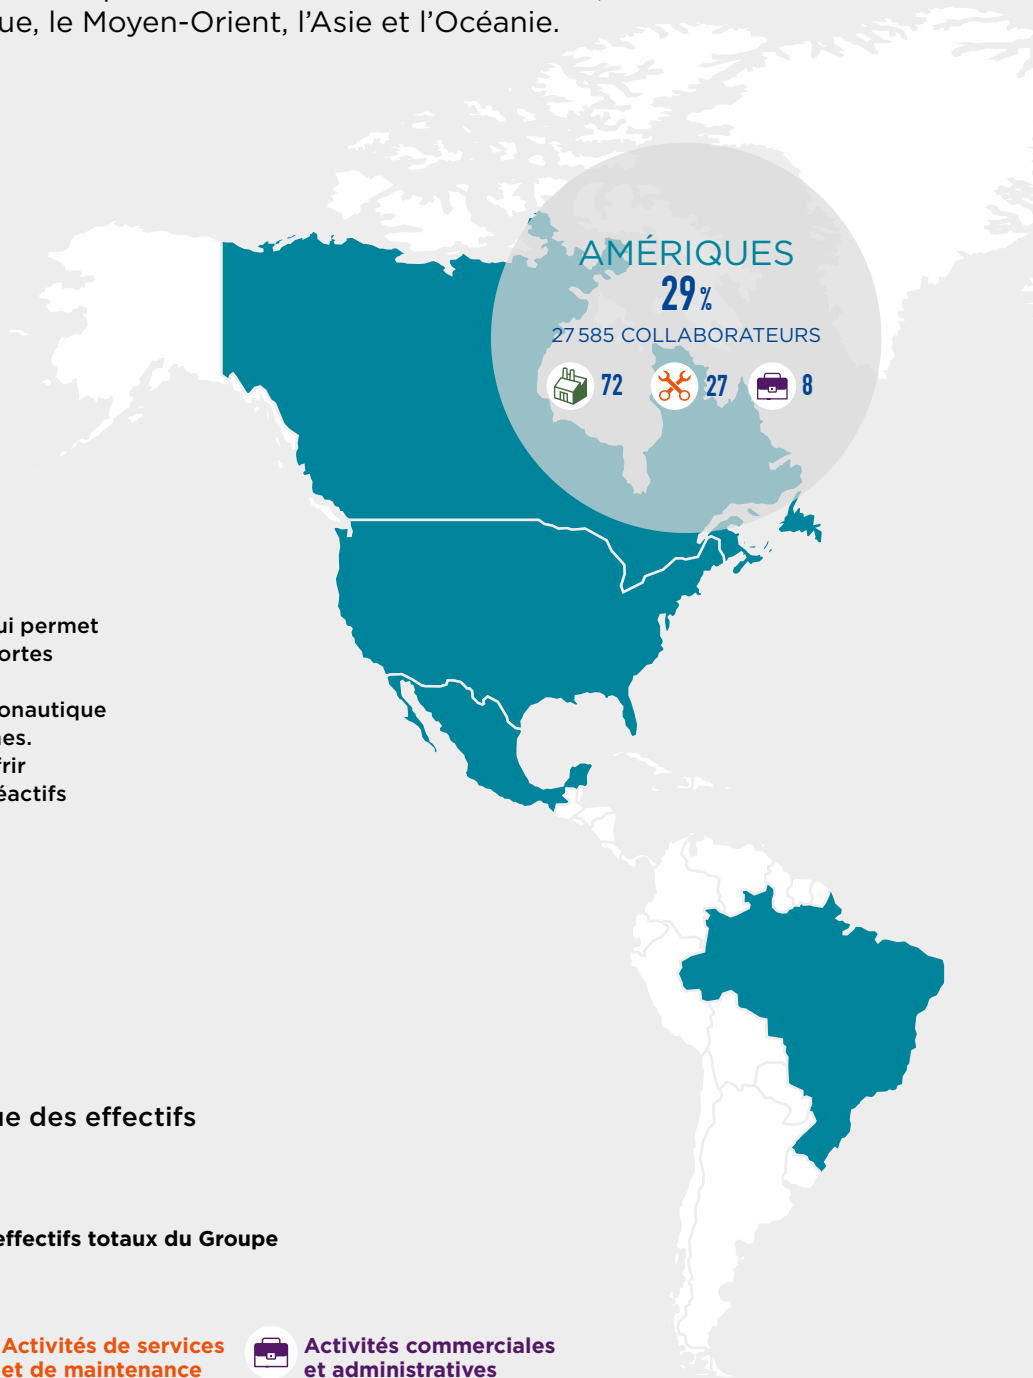 ue, le Moyen-Orient, l’Asie et l’Océanie.
AMÉRIQUES
29 %
27 585 COLLABORATEURS
72 27 8
ui permet
ortes
onautique
nes.
frir
éactifs
ue des effectifs
effectifs totaux du Groupe
Activités de services
et de maintenance
Activités commerciales
et administratives